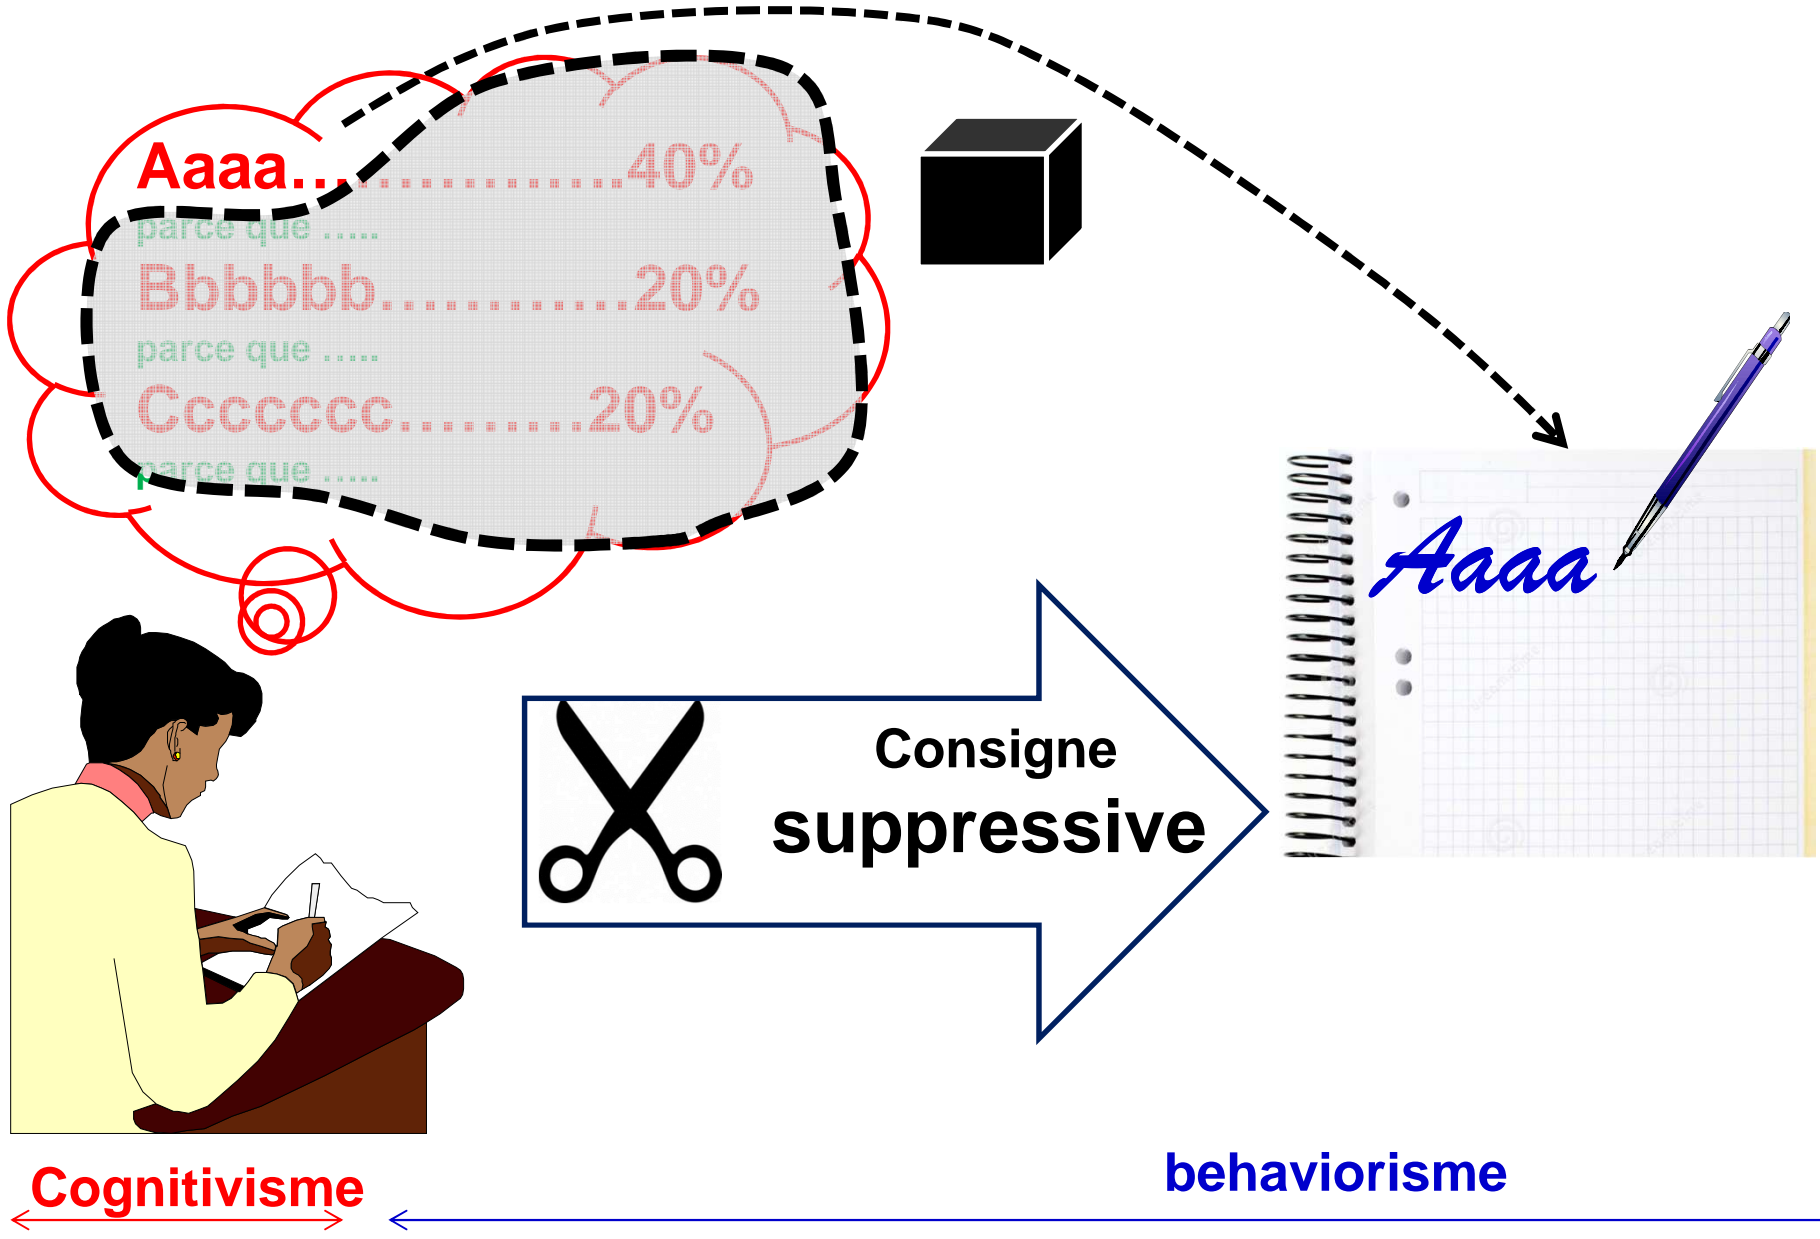 Aaaa……………..40%
parce que …..
Bbbbbb…………20%
parce que …..
Ccccccc………20%
parce que …..
Aaaa
Consigne
suppressive
behaviorisme
Cognitivisme